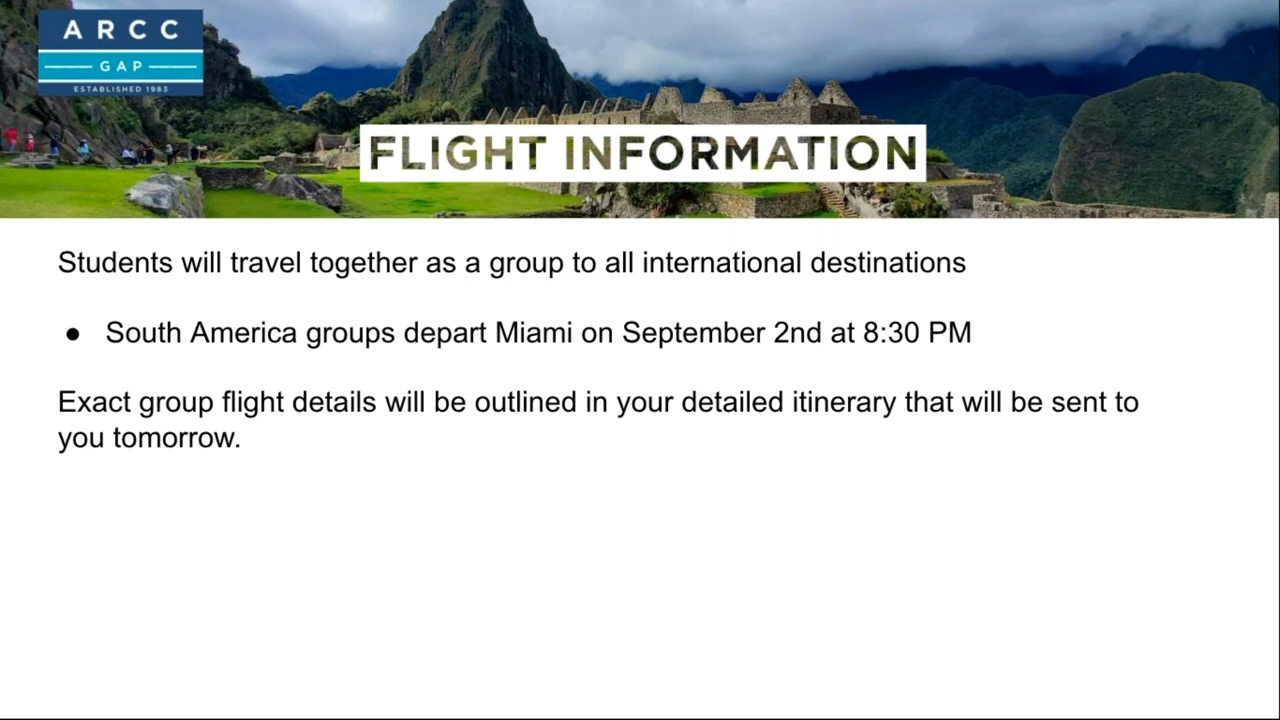 ARCC
GAP
ESTABLISHED 1983
FLIGHT INFORMATION
Students will travel together as a group to all international destinations
● South America groups depart Miami on September 2nd at 8:30 PM
Exact group flight details will be outlined in your detailed itinerary that will be sent to
you tomorrow.